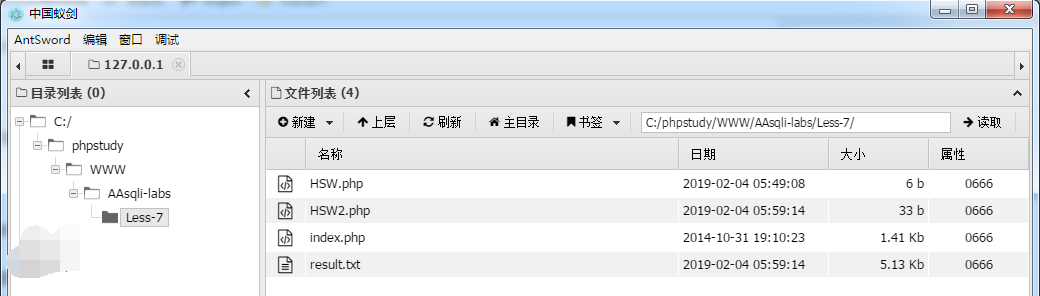 中国蚁剑
AntSword 编辑 窗口 调试
127.0.0.1
目录列表 (0)
文件列表 (4)
新建 上层 刷新 主目录 书签 C:/phpstudy/WWW/AAsqli-labs/Less-7/ 读取
C:/
phpstudy
WWW
AAsqli-labs
Less-7
名称 日期 大小 属性
HSW.php 2019-02-04 05:49:08 6 b 0666
HSW2.php 2019-02-04 05:59:14 33 b 0666
index.php 2014-10-31 19:10:23 1.41 Kb 0666
result.txt 2019-02-04 05:59:14 5.13 Kb 0666